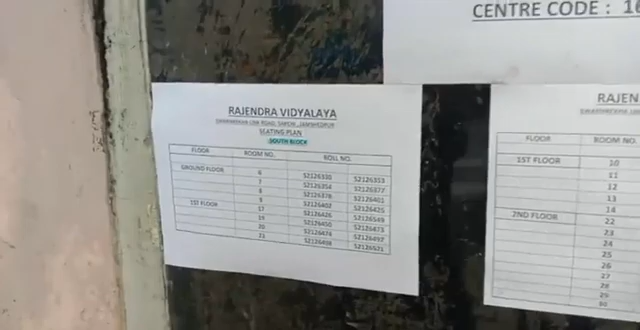 CENTRE CODE : 16
RAJENDRA VIDYALAYA
SEATING PLAN
SOUTH BLOCK
FLOOR ROOM NO. ROLL NO.
GROUND FLOOR 6 52126330 52126353
7 52126354 52126377
8 52126378 52126401
9 52126402 52126425
1ST FLOOR 17 52126426 52126449
19 52126450 52126473
20 52126474 52126497
21 52126498 52126521
RAJEN
FLOOR ROOM NO.
1ST FLOOR 10
11
12
13
14
2ND FLOOR 22
23
24
25
26
27
28
29
30